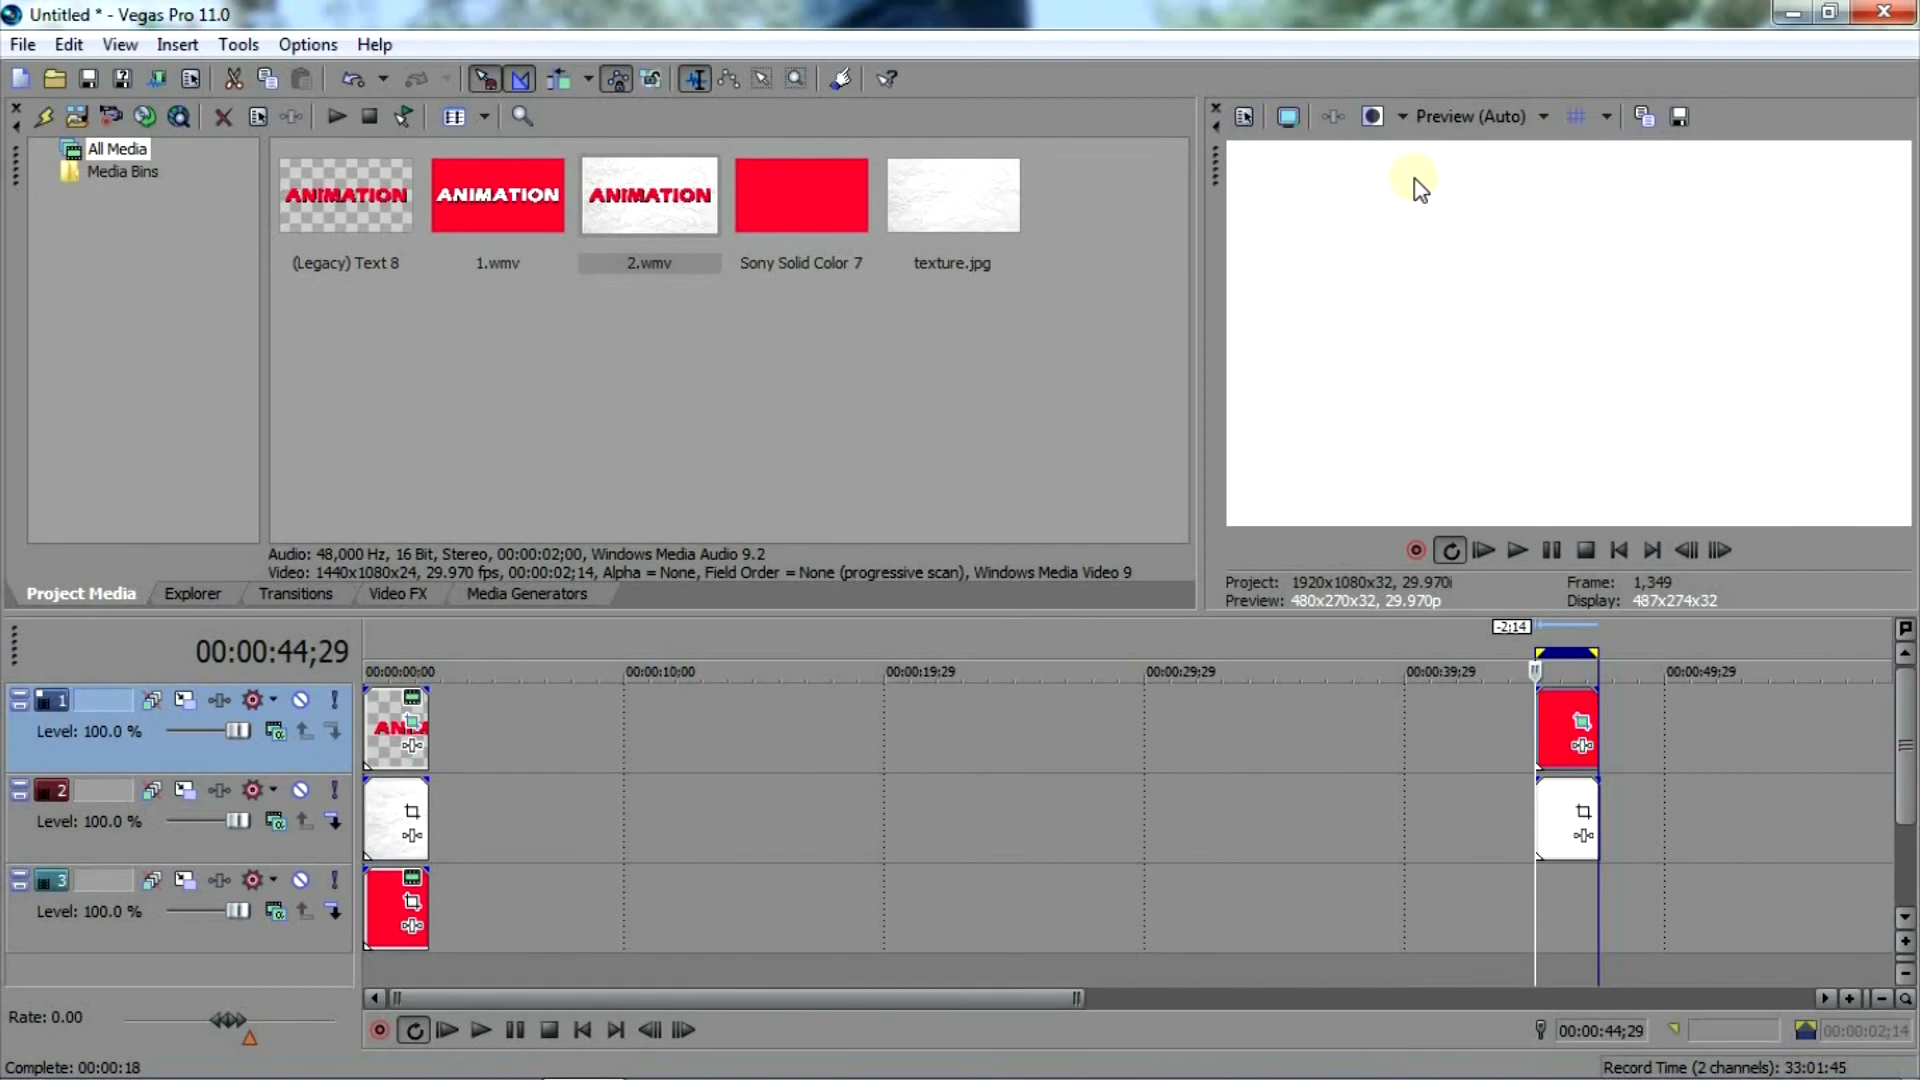 Untitled * - Vegas Pro 11.0
File Edit View Insert Tools Options Help
Preview (Auto)
All Media
Media Bins
ANIMATION ANIMATION ANIMATION
(Legacy) Text 8 1.wmv 2.wmv Sony Solid Color 7 texture.jpg
Audio: 48,000 Hz, 16 Bit, Stereo, 00:00:02;00, Windows Media Audio 9.2
Video: 1440x1080x24, 29.970 fps, 00:00:02;14, Alpha = None, Field Order = None (progressive scan), Windows Media Video 9
Project Media Explorer Transitions Video FX Media Generators
Project: 1920x1080x32, 29.970i Frame: 1,349
Preview: 480x270x32, 29.970p Display: 487x274x32
-2;14
00:00:44;29
00:00:00;00 00:00:10;00 00:00:19;29 00:00:29;29 00:00:39;29 00:00:49;29
1
Level: 100.0 %
2
Level: 100.0 %
3
Level: 100.0 %
Rate: 0.00
00:00:44;29 00:00:02;14
Complete: 00:00:18
Record Time (2 channels): 33:01:45